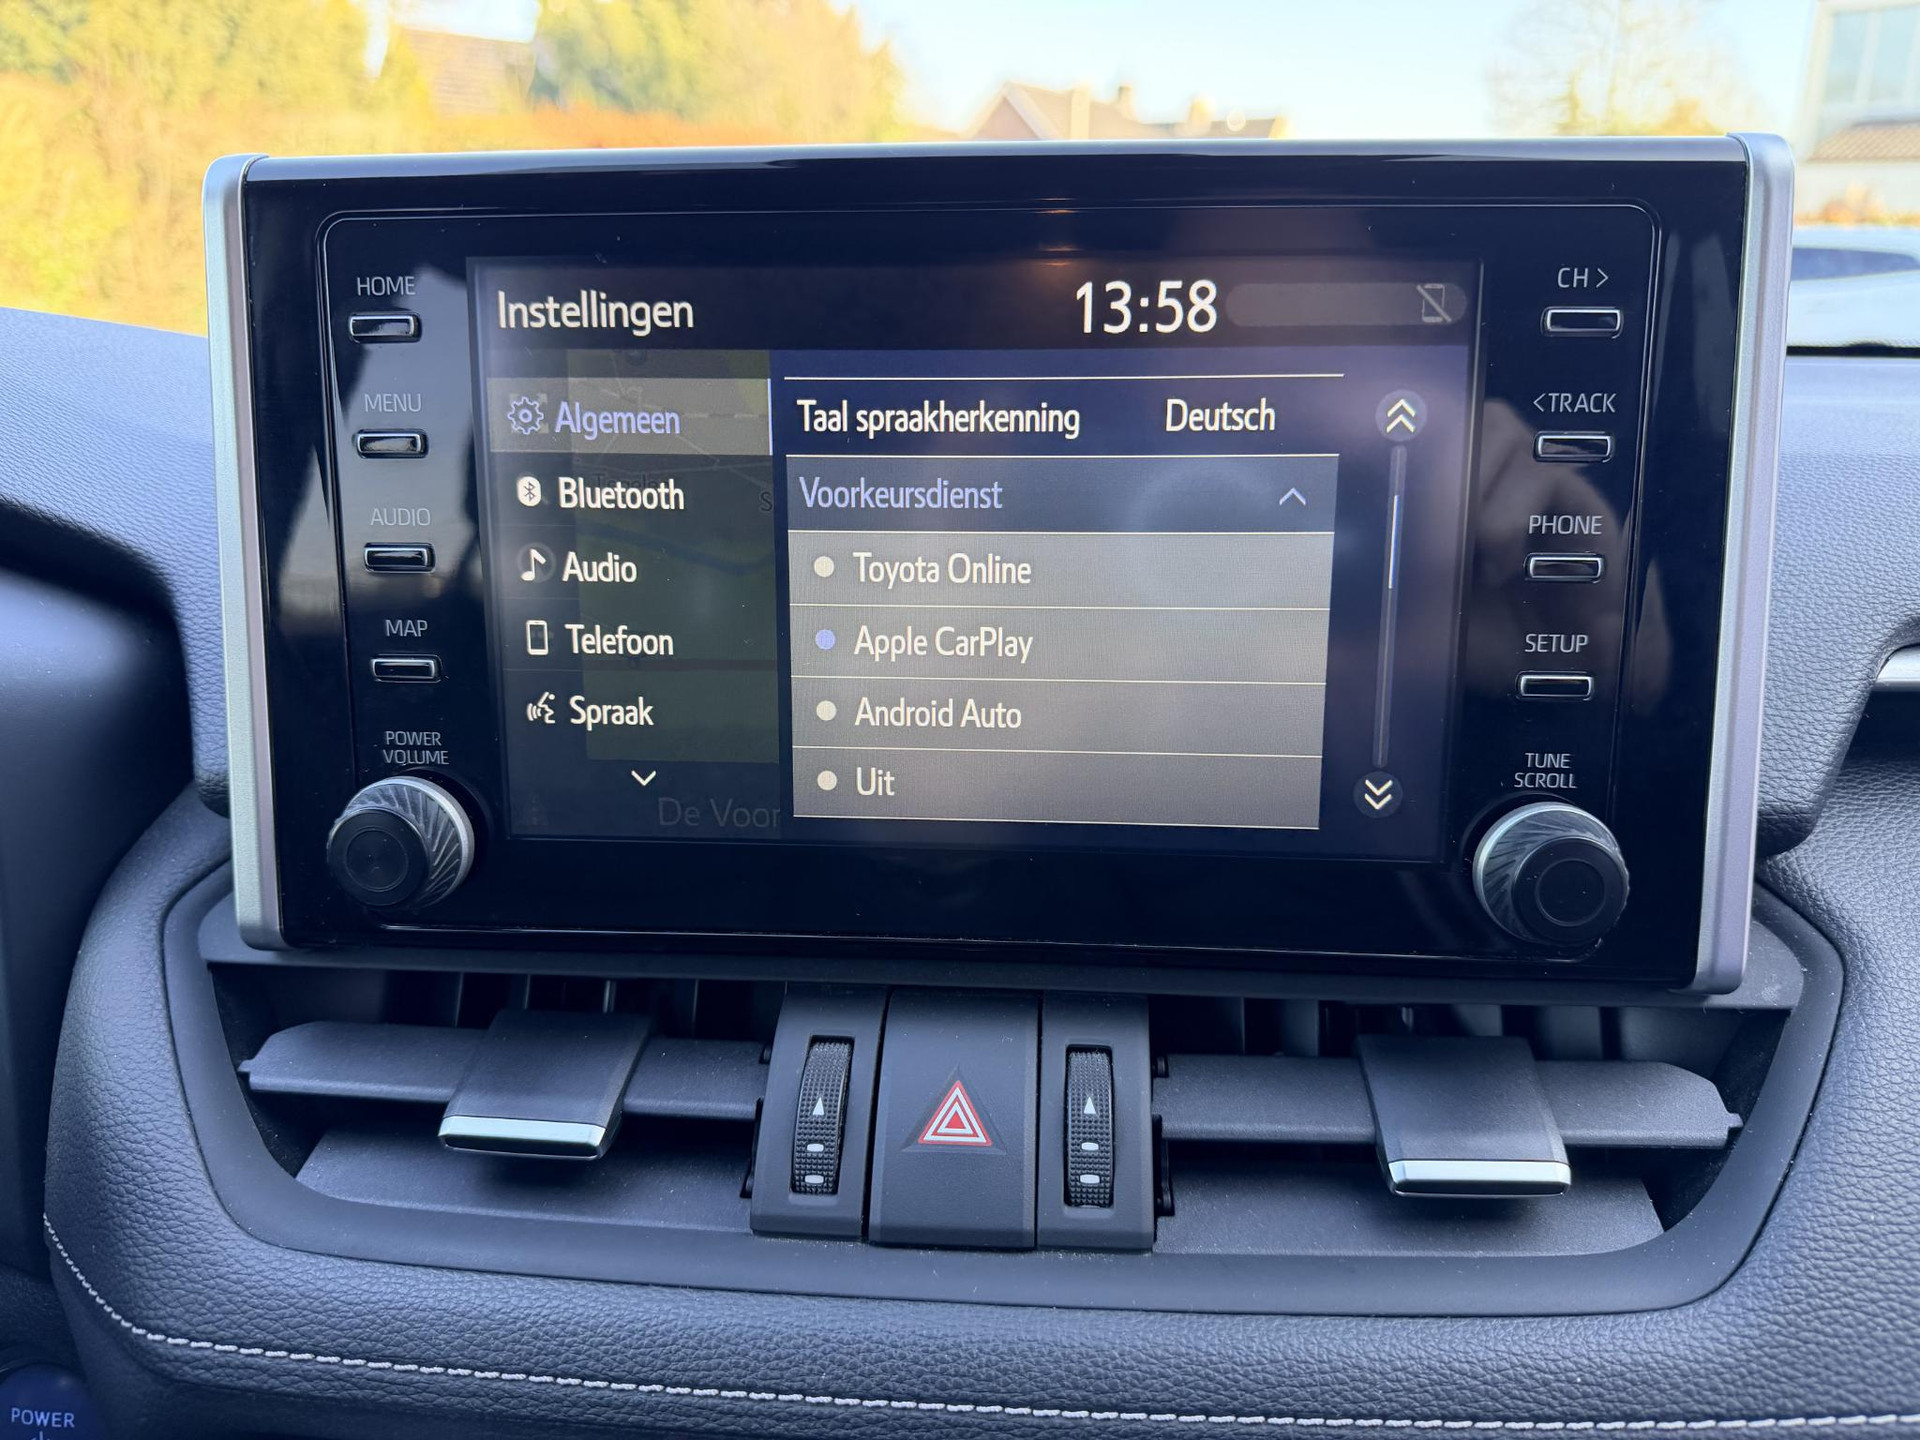 HOME
MENU
AUDIO
MAP
POWER
VOLUME
Instellingen
13:58
Algemeen
Bluetooth
Audio
Telefoon
Spraak
De Voor
Taal spraakherkenning Deutsch
Voorkeursdienst
Toyota Online
Apple CarPlay
Android Auto
Uit
CH >
<TRACK
PHONE
SETUP
TUNE
SCROLL
POWER